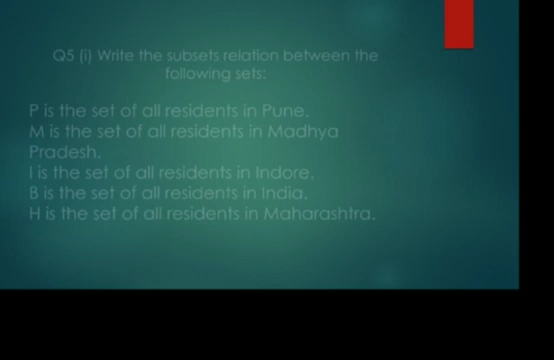 Q5 (i) Write the subsets relation between the
following sets:
P is the set of all residents in Pune.
M is the set of all residents in Madhya
Pradesh.
I is the set of all residents in Indore.
B is the set of all residents in India.
H is the set of all residents in Maharashtra.